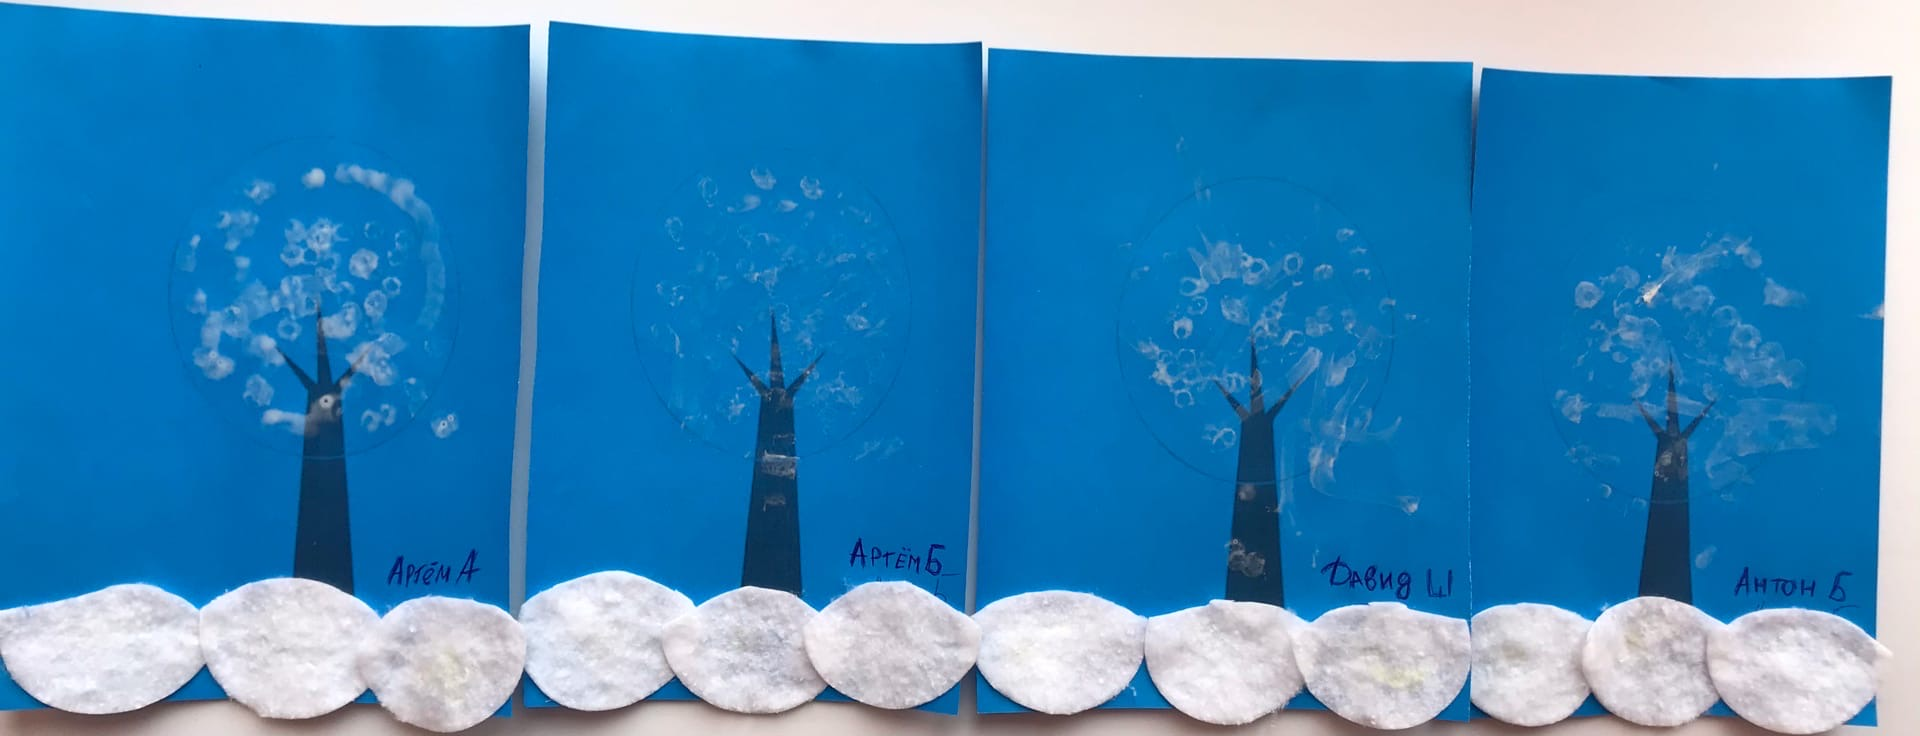 Артём А
Артём Б
Давид Ш
Антон Б